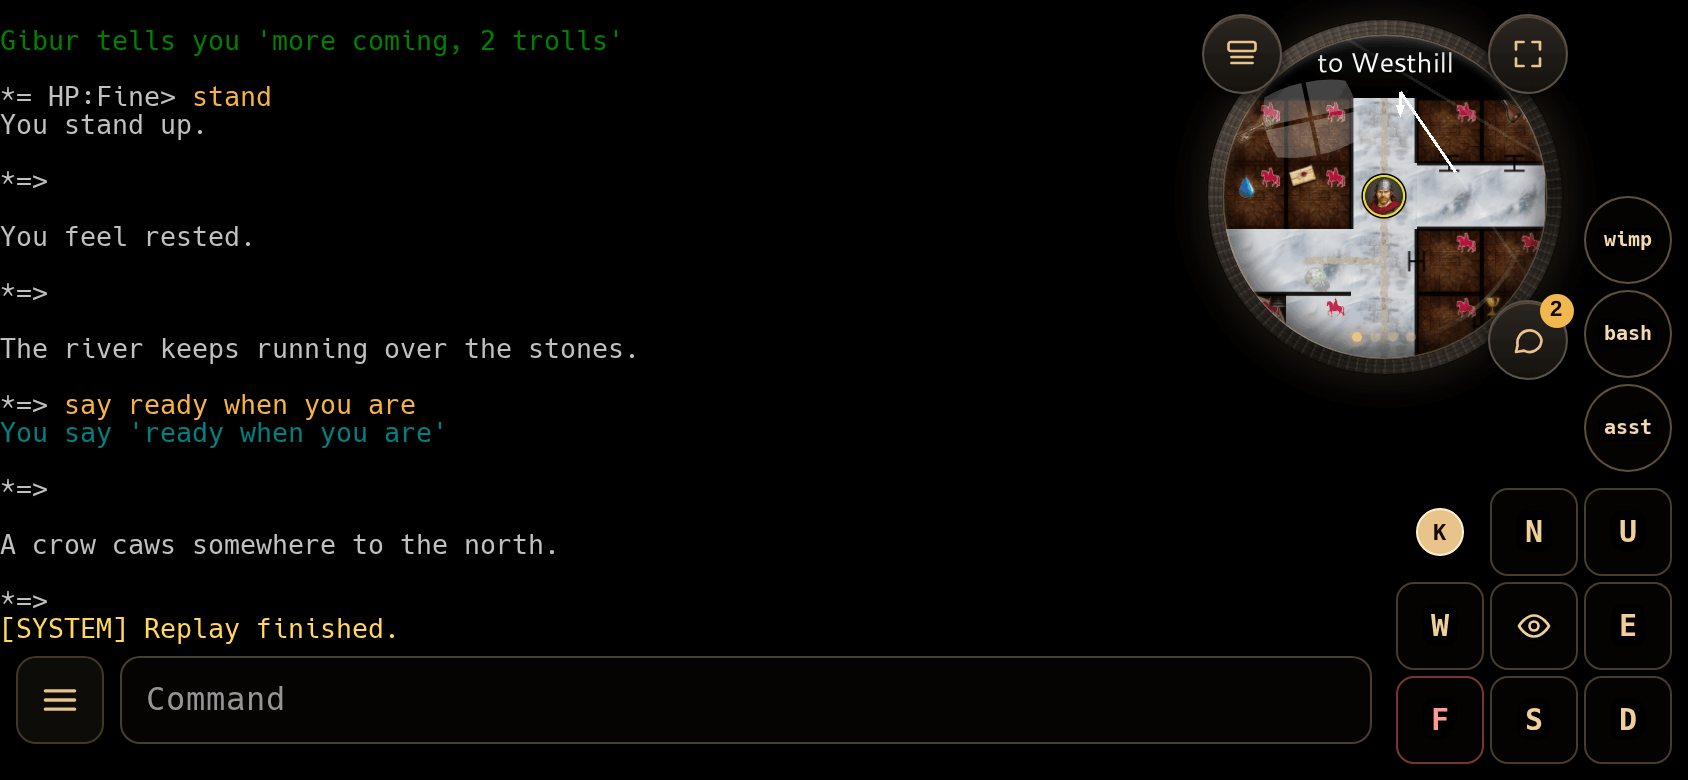 Gibur tells you 'more coming, 2 trolls'
*= HP:Fine> stand
You stand up.
*=>
You feel rested.
*=>
The river keeps running over the stones.
*=> say ready when you are
You say 'ready when you are'
*=>
A crow caws somewhere to the north.
*=>
[SYSTEM] Replay finished.
Command
to Westhill
H
2
wimp
bash
asst
K
N
U
W
E
F
S
D